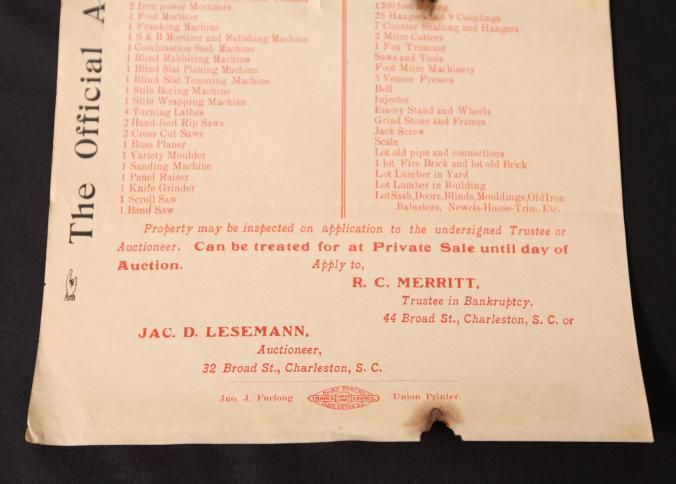 The Official A
2 Iron power Mortizers
1 Foot Morticer
1 Franking Machine
1 S & B Morticer and Relishing Machine
1 Combination Sash Machine
1 Blind Rabbiting Machine
1 Blind Slat Planing Machine
1 Blind Slat Tenoning Machine
1 Stile Boring Machine
1 Stile Wrapping Machine
4 Turning Lathes
2 Hand-feed Rip Saws
2 Cross Cut Saws
1 Buss Planer
1 Variety Moulder
1 Sanding Machine
1 Panel Raiser
1 Knife Grinder
1 Scroll Saw
1 Band Saw
1200 feet
25 Hangers and 9 Couplings
7 Counter Shafting and Hangers
2 Mitre Cutters
1 Fox Trimmer
Saws and Tools
Foot Mitre Machinery
3 Veneer Presses
Bell
Injector
Emory Stand and Wheels
Grind Stone and Frames
Jack Screw
Scale
Lot old pipe and connections
1 lot Fire Brick and lot old Brick
Lot Lumber in Yard
Lot Lumber in Building
Lot Sash, Doors, Blinds, Mouldings, Old Iron
Balusters, Newels-House-Trim, Etc.
Property may be inspected on application to the undersigned Trustee or
Auctioneer. Can be treated for at Private Sale until day of
Auction. Apply to,
R. C. MERRITT,
Trustee in Bankruptcy.
44 Broad St., Charleston, S. C. or
JAC. D. LESEMANN,
Auctioneer,
32 Broad St., Charleston, S. C.
Jno. J. Furlong
TRADES COUNCIL
Union Printer.